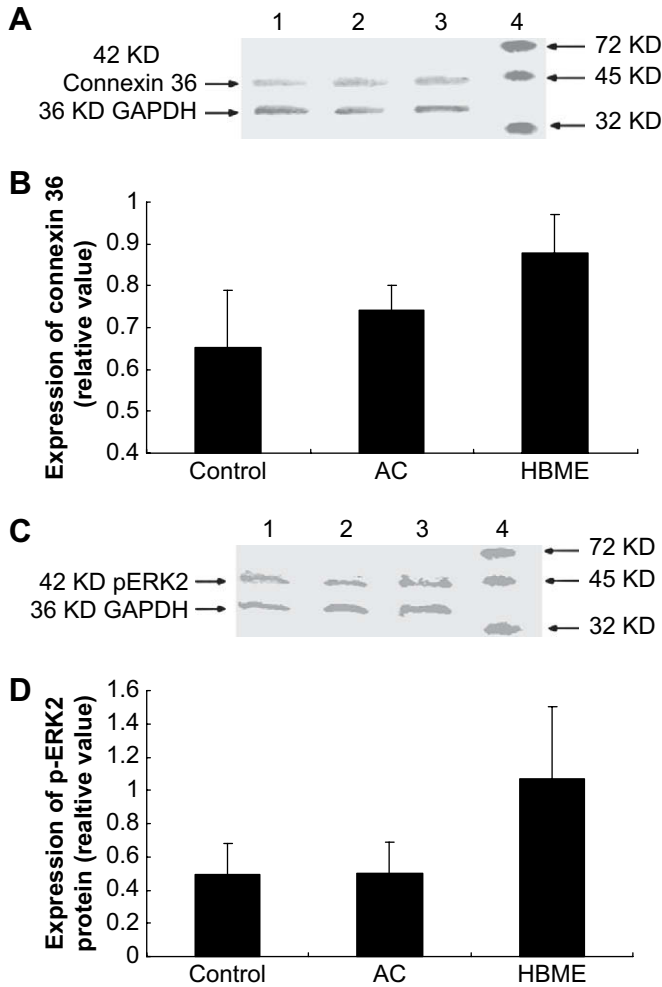 A
1 2 3 4
42 KD
Connexin 36
36 KD GAPDH
72 KD
45 KD
32 KD
B
Expression of connexin 36
(relative value)
1
0.9
0.8
0.7
0.6
0.5
0.4
Control AC HBME
C
1 2 3 4
42 KD pERK2
36 KD GAPDH
72 KD
45 KD
32 KD
D
Expression of p-ERK2
protein (realtive value)
1.6
1.4
1.2
1
0.8
0.6
0.4
0.2
0
Control AC HBME